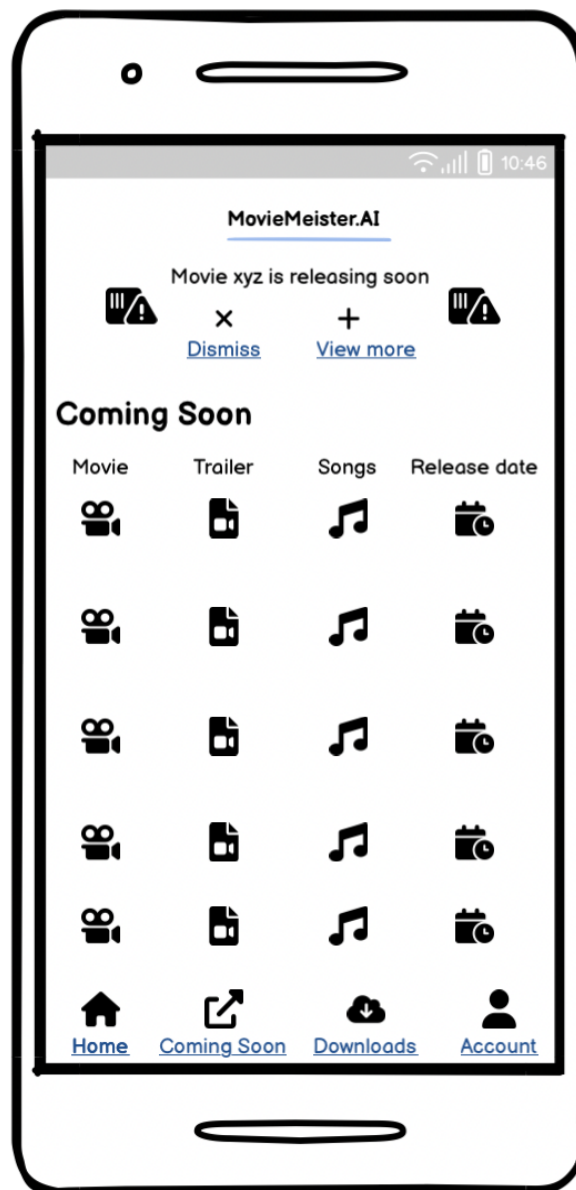 10:46
MovieMeister.AI
Movie xyz is releasing soon
Dismiss View more
Coming Soon
Movie Trailer Songs Release date
Home Coming Soon Downloads Account